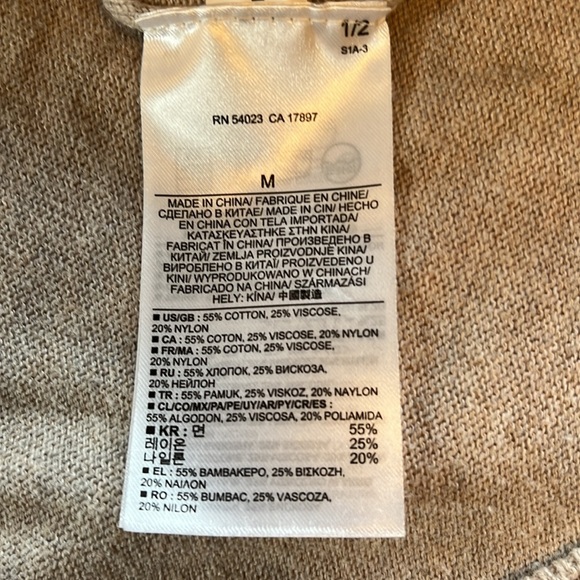 1/2
S1A-3
RN 54023 CA 17897
M
MADE IN CHINA/ FABRIQUE EN CHINE/
СДЕЛАНО В КИТАЕ/ MADE IN CIN/ HECHO
EN CHINA CON TELA IMPORTADA/
ΚΑΤΑΣΚΕΥΑΣΤΗΚΕ ΣΤΗΝ ΚΙΝΑ/
FABRICAT ÎN CHINA/ ПРОИЗВЕДЕНО В
КИТАЙ/ ZEMLJA PROIZVODNJE KINA/
ВИРОБЛЕНО В КИТАЇ/ PROIZVEDENO U
KINI/ WYPRODUKOWANO W CHINACH/
FABRICADO NA CHINA/ SZÁRMAZÁSI
HELY: KÍNA/ 中國製造
■ US/GB : 55% COTTON, 25% VISCOSE,
20% NYLON
■ CA : 55% COTON, 25% VISCOSE, 20% NYLON
■ FR/MA : 55% COTON, 25% VISCOSE,
20% NYLON
■ RU : 55% ХЛОПОК, 25% ВИСКОЗА,
20% НЕЙЛОН
■ TR : 55% PAMUK, 25% VISKOZ, 20% NAYLON
■ CL/CO/MX/PA/PE/UY/AR/PY/CR/ES :
55% ALGODON, 25% VISCOSA, 20% POLIAMIDA
■ KR : 면 55%
레이온 25%
나일론 20%
■ EL : 55% ΒΑΜΒΑΚΕΡΟ, 25% ΒΙΣΚΟΖΗ,
20% ΝΑΙΛΟΝ
■ RO : 55% BUMBAC, 25% VASCOZA,
20% NILON